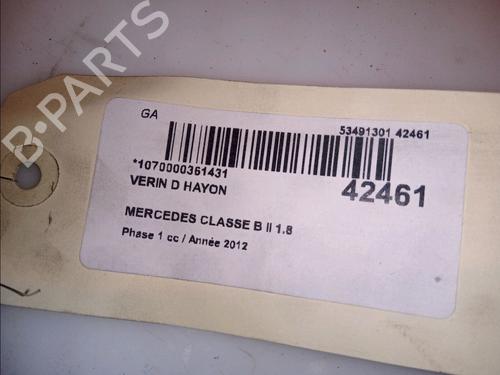 B-PARTS
GA
53491301 42461
*1070000361431
VERIN D HAYON
42461
MERCEDES CLASSE B II 1.8
Phase 1 cc / Année 2012